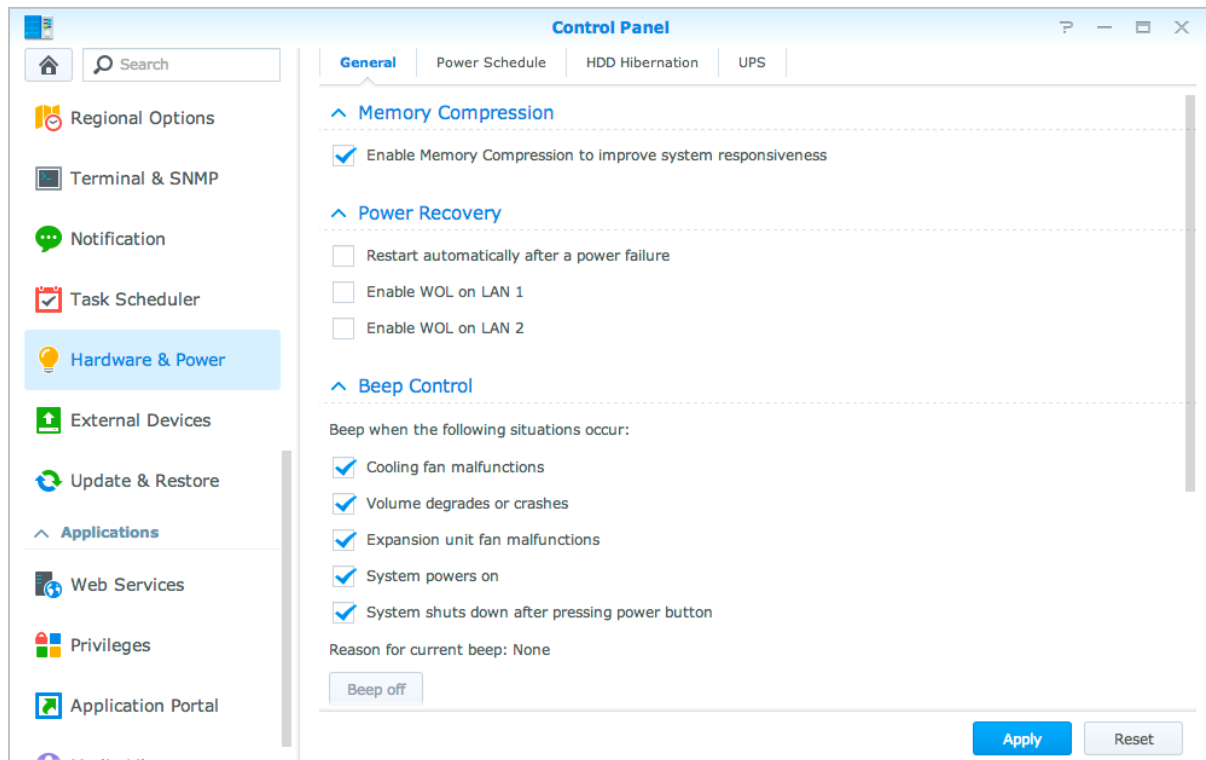 Control Panel
Search
General Power Schedule HDD Hibernation UPS
Regional Options
Terminal & SNMP
Notification
Task Scheduler
Hardware & Power
External Devices
Update & Restore
Applications
Web Services
Privileges
Application Portal
Memory Compression
Enable Memory Compression to improve system responsiveness
Power Recovery
Restart automatically after a power failure
Enable WOL on LAN 1
Enable WOL on LAN 2
Beep Control
Beep when the following situations occur:
Cooling fan malfunctions
Volume degrades or crashes
Expansion unit fan malfunctions
System powers on
System shuts down after pressing power button
Reason for current beep: None
Beep off
Apply Reset